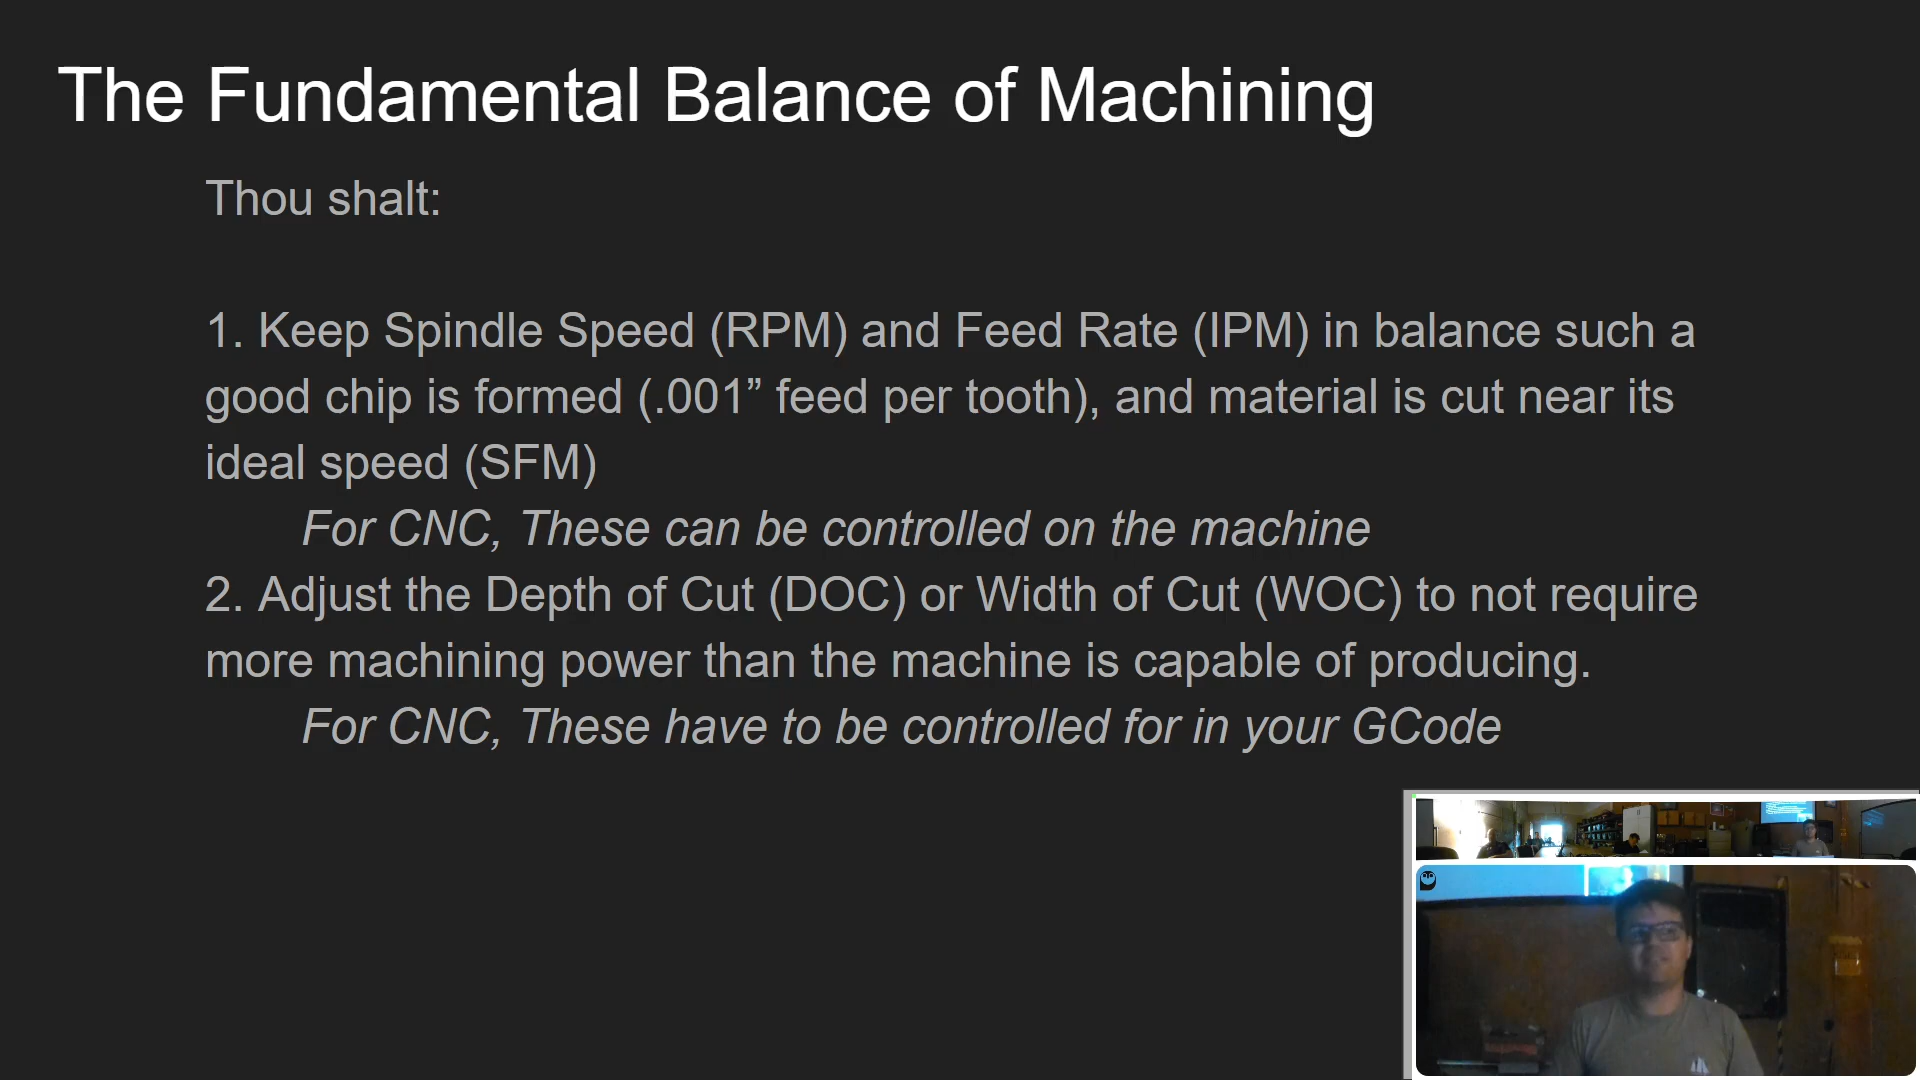 The Fundamental Balance of Machining
Thou shalt:
1. Keep Spindle Speed (RPM) and Feed Rate (IPM) in balance such a
good chip is formed (.001” feed per tooth), and material is cut near its
ideal speed (SFM)
For CNC, These can be controlled on the machine
2. Adjust the Depth of Cut (DOC) or Width of Cut (WOC) to not require
more machining power than the machine is capable of producing.
For CNC, These have to be controlled for in your GCode